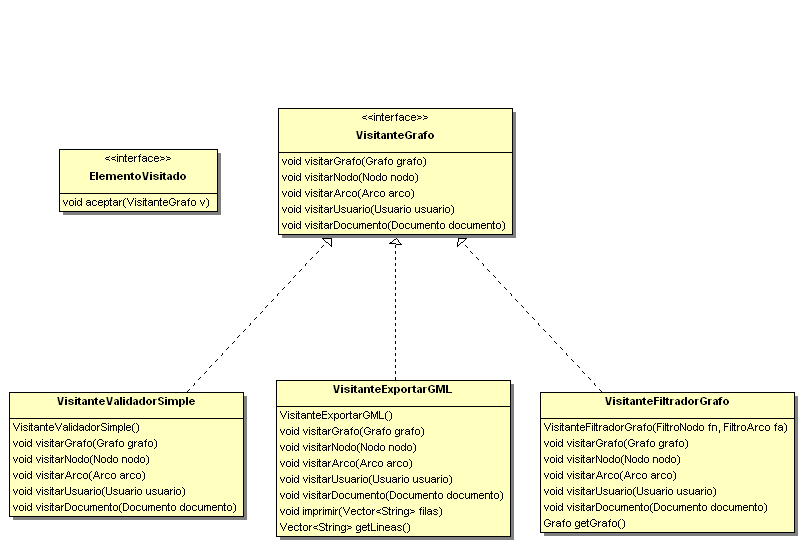 <<interface>>
VisitanteGrafo
void visitarGrafo(Grafo grafo)
void visitarNodo(Nodo nodo)
void visitarArco(Arco arco)
void visitarUsuario(Usuario usuario)
void visitarDocumento(Documento documento)
<<interface>>
ElementoVisitado
void aceptar(VisitanteGrafo v)
VisitanteValidadorSimple
VisitanteValidadorSimple()
void visitarGrafo(Grafo grafo)
void visitarNodo(Nodo nodo)
void visitarArco(Arco arco)
void visitarUsuario(Usuario usuario)
void visitarDocumento(Documento documento)
VisitanteExportarGML
VisitanteExportarGML()
void visitarGrafo(Grafo grafo)
void visitarNodo(Nodo nodo)
void visitarArco(Arco arco)
void visitarUsuario(Usuario usuario)
void visitarDocumento(Documento documento)
void imprimir(Vector<String> filas)
Vector<String> getLineas()
VisitanteFiltradorGrafo
VisitanteFiltradorGrafo(FiltroNodo fn, FiltroArco fa)
void visitarGrafo(Grafo grafo)
void visitarNodo(Nodo nodo)
void visitarArco(Arco arco)
void visitarUsuario(Usuario usuario)
void visitarDocumento(Documento documento)
Grafo getGrafo()